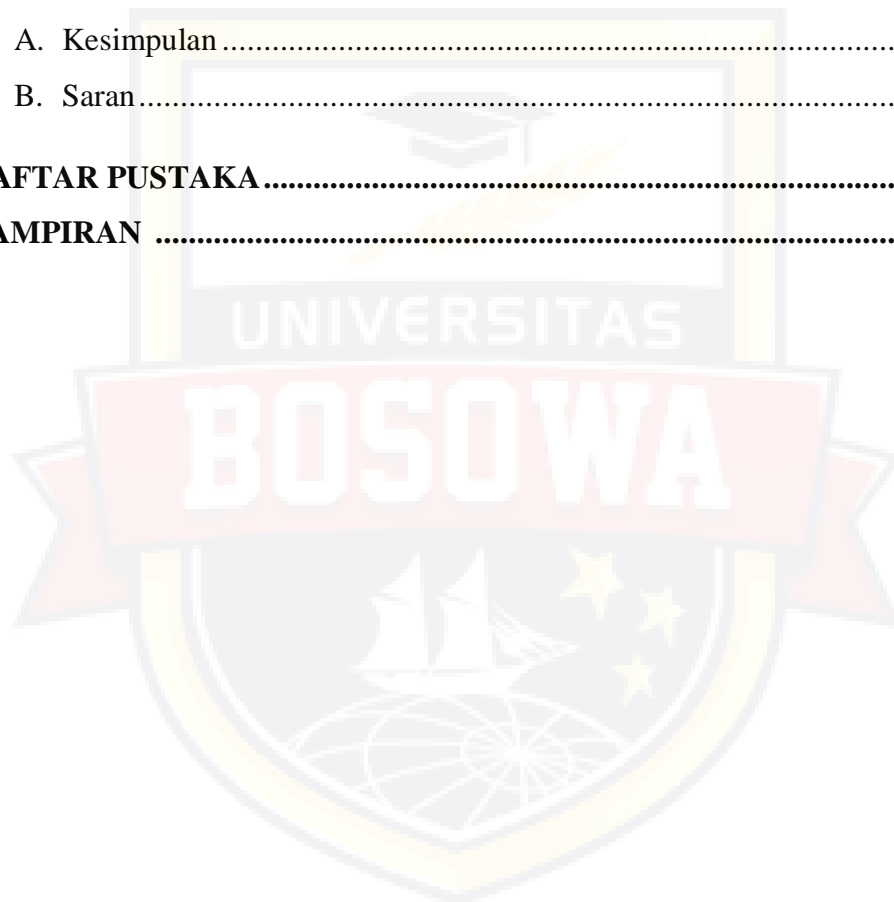 A. Kesimpulan ...............................................................................
B. Saran .........................................................................................
AFTAR PUSTAKA ...........................................................................
AMPIRAN .........................................................................................
UNIVERSITAS
BOSOWA